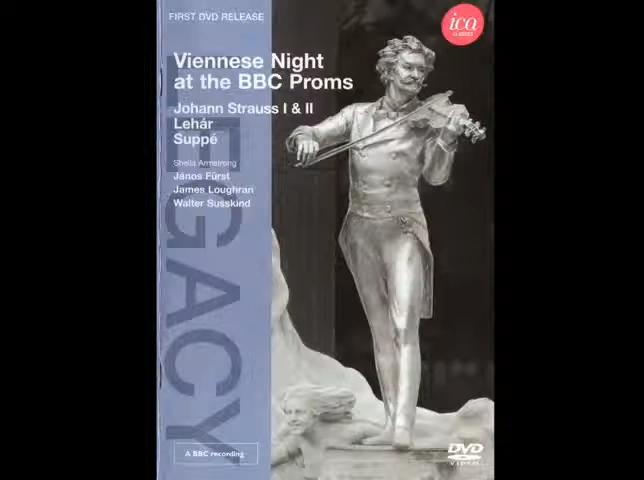 FIRST DVD RELEASE
ica
CLASSICS
Viennese Night
at the BBC Proms
Johann Strauss I & II
Lehár
Suppé
Sheila Armstrong
János Fürst
James Loughran
Walter Susskind
LEGACY
A BBC recording
DVD
VIDEO